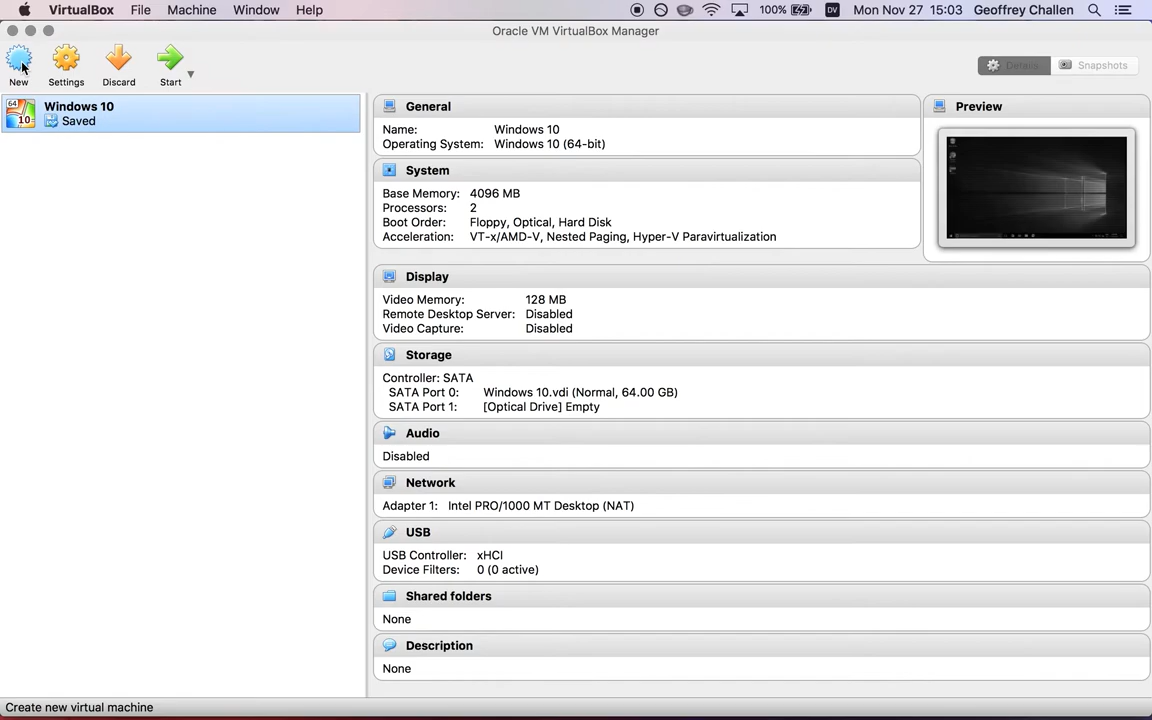 VirtualBox File Machine Window Help 100% DV Mon Nov 27 15:03 Geoffrey Challen
Oracle VM VirtualBox Manager
New Settings Discard Start Details Snapshots
64
10
Windows 10
Saved
General
Name: Windows 10
Operating System: Windows 10 (64-bit)
Preview
System
Base Memory: 4096 MB
Processors: 2
Boot Order: Floppy, Optical, Hard Disk
Acceleration: VT-x/AMD-V, Nested Paging, Hyper-V Paravirtualization
Display
Video Memory: 128 MB
Remote Desktop Server: Disabled
Video Capture: Disabled
Storage
Controller: SATA
SATA Port 0: Windows 10.vdi (Normal, 64.00 GB)
SATA Port 1: [Optical Drive] Empty
Audio
Disabled
Network
Adapter 1: Intel PRO/1000 MT Desktop (NAT)
USB
USB Controller: xHCI
Device Filters: 0 (0 active)
Shared folders
None
Description
None
Create new virtual machine